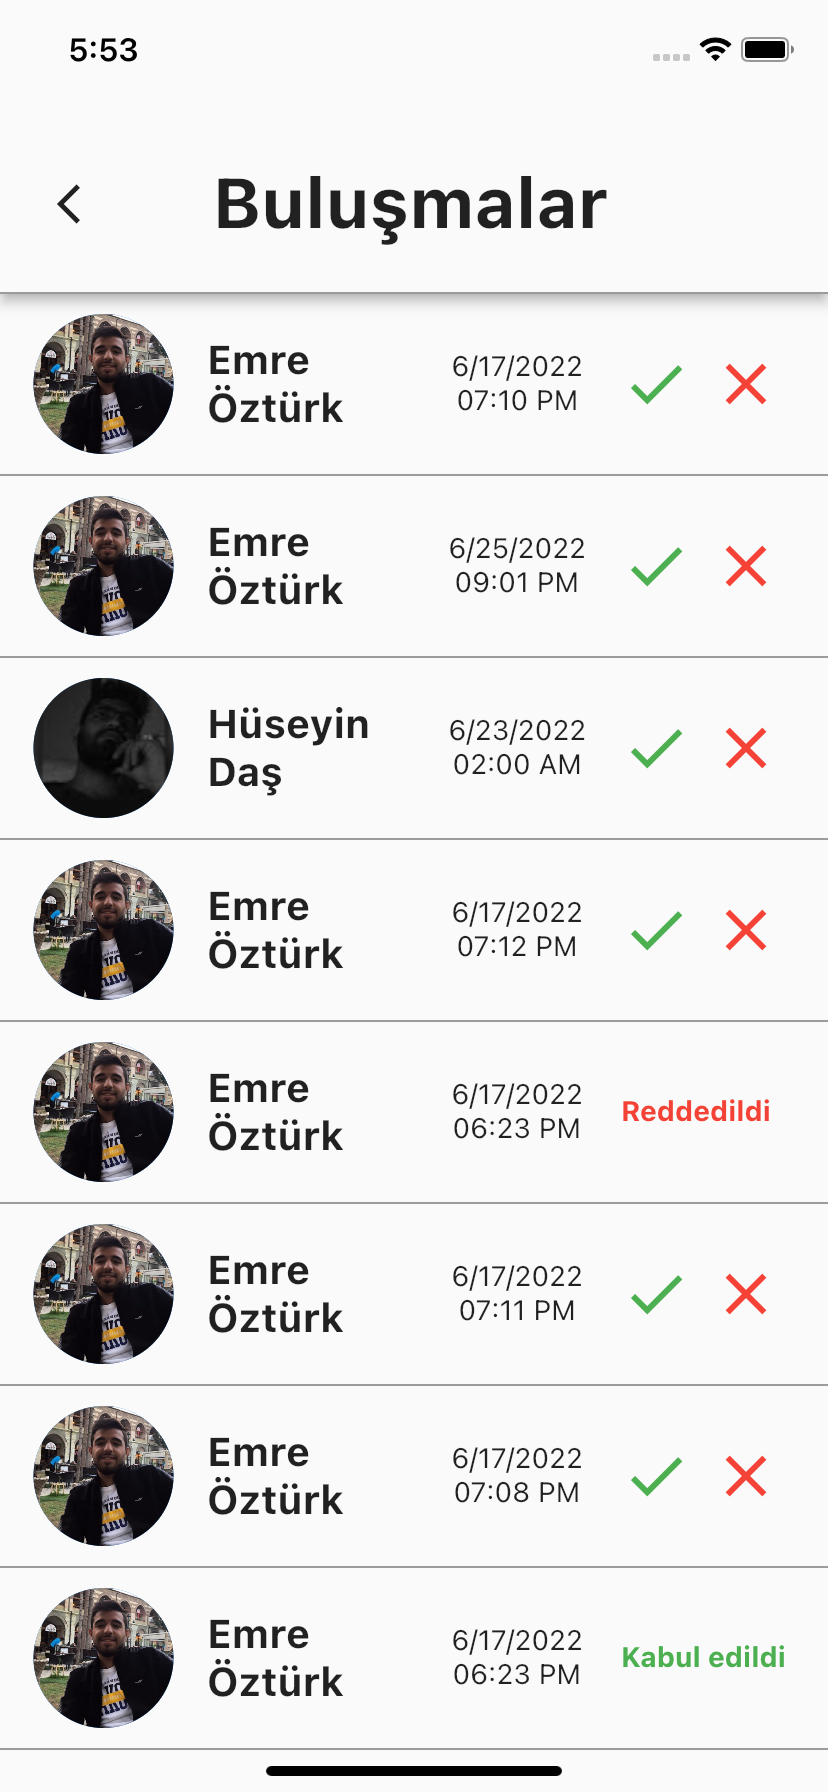 5:53
Buluşmalar
Emre
Öztürk
6/17/2022
07:10 PM
Emre
Öztürk
6/25/2022
09:01 PM
Hüseyin
Daş
6/23/2022
02:00 AM
Emre
Öztürk
6/17/2022
07:12 PM
Emre
Öztürk
6/17/2022
06:23 PM
Reddedildi
Emre
Öztürk
6/17/2022
07:11 PM
Emre
Öztürk
6/17/2022
07:08 PM
Emre
Öztürk
6/17/2022
06:23 PM
Kabul edildi